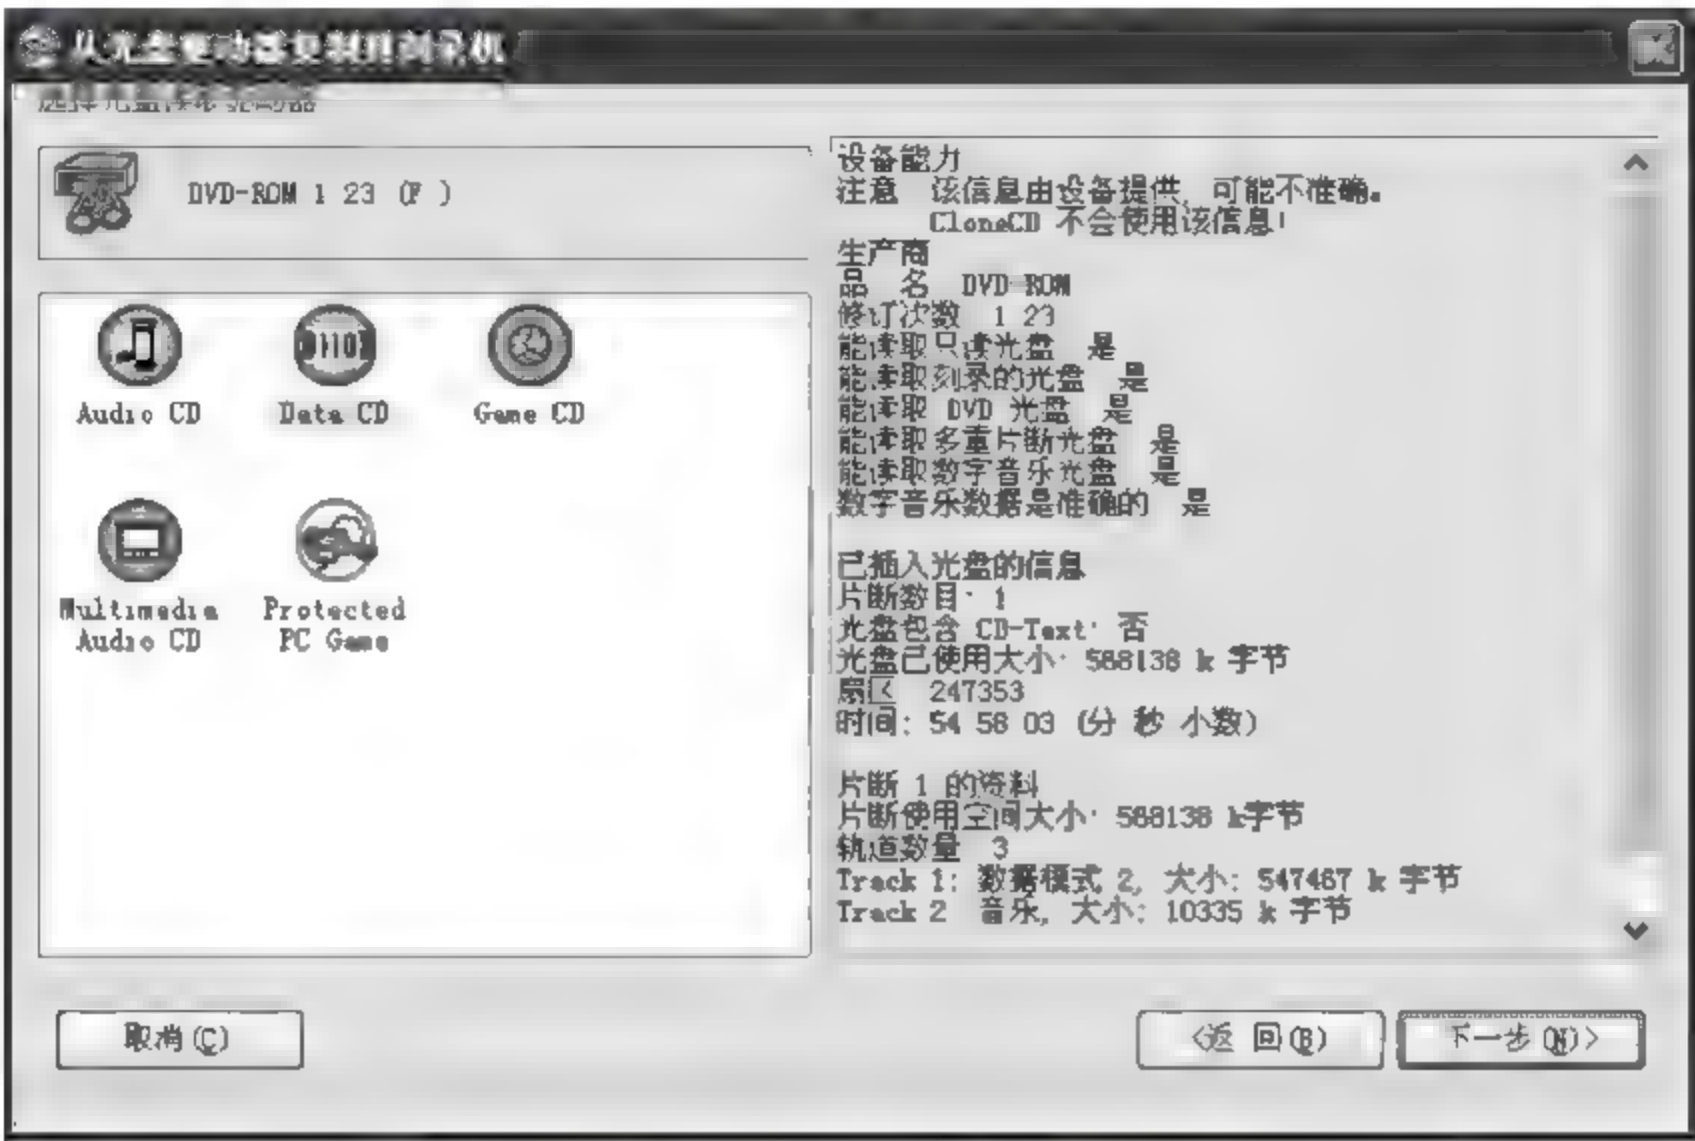 从光盘驱动器复制到刻录机
DVD-ROM 1 23 (F )
Audio CD
Data CD
Game CD
Multimedia
Audio CD
Protected
PC Game
设备能力
注意 该信息由设备提供, 可能不准确。
CloneCD 不会使用该信息!
生产商
品 名 DVD-ROM
修订次数 1 23
能读取只读光盘 是
能读取刻录的光盘 是
能读取 DVD 光盘 是
能读取多重片断光盘 是
能读取数字音乐光盘 是
数字音乐数据是准确的 是
已插入光盘的信息
片断数目: 1
光盘包含 CD-Text: 否
光盘已使用大小: 568138 k 字节
扇区 247353
时间: 54 58 03 (分 秒 小数)
片断 1 的资料
片断使用空间大小: 568138 k字节
轨道数量 3
Track 1: 数据模式 2, 大小: 547467 k 字节
Track 2 音乐, 大小: 10335 k 字节
取消(C)
<返 回(B)
下一步(N)>